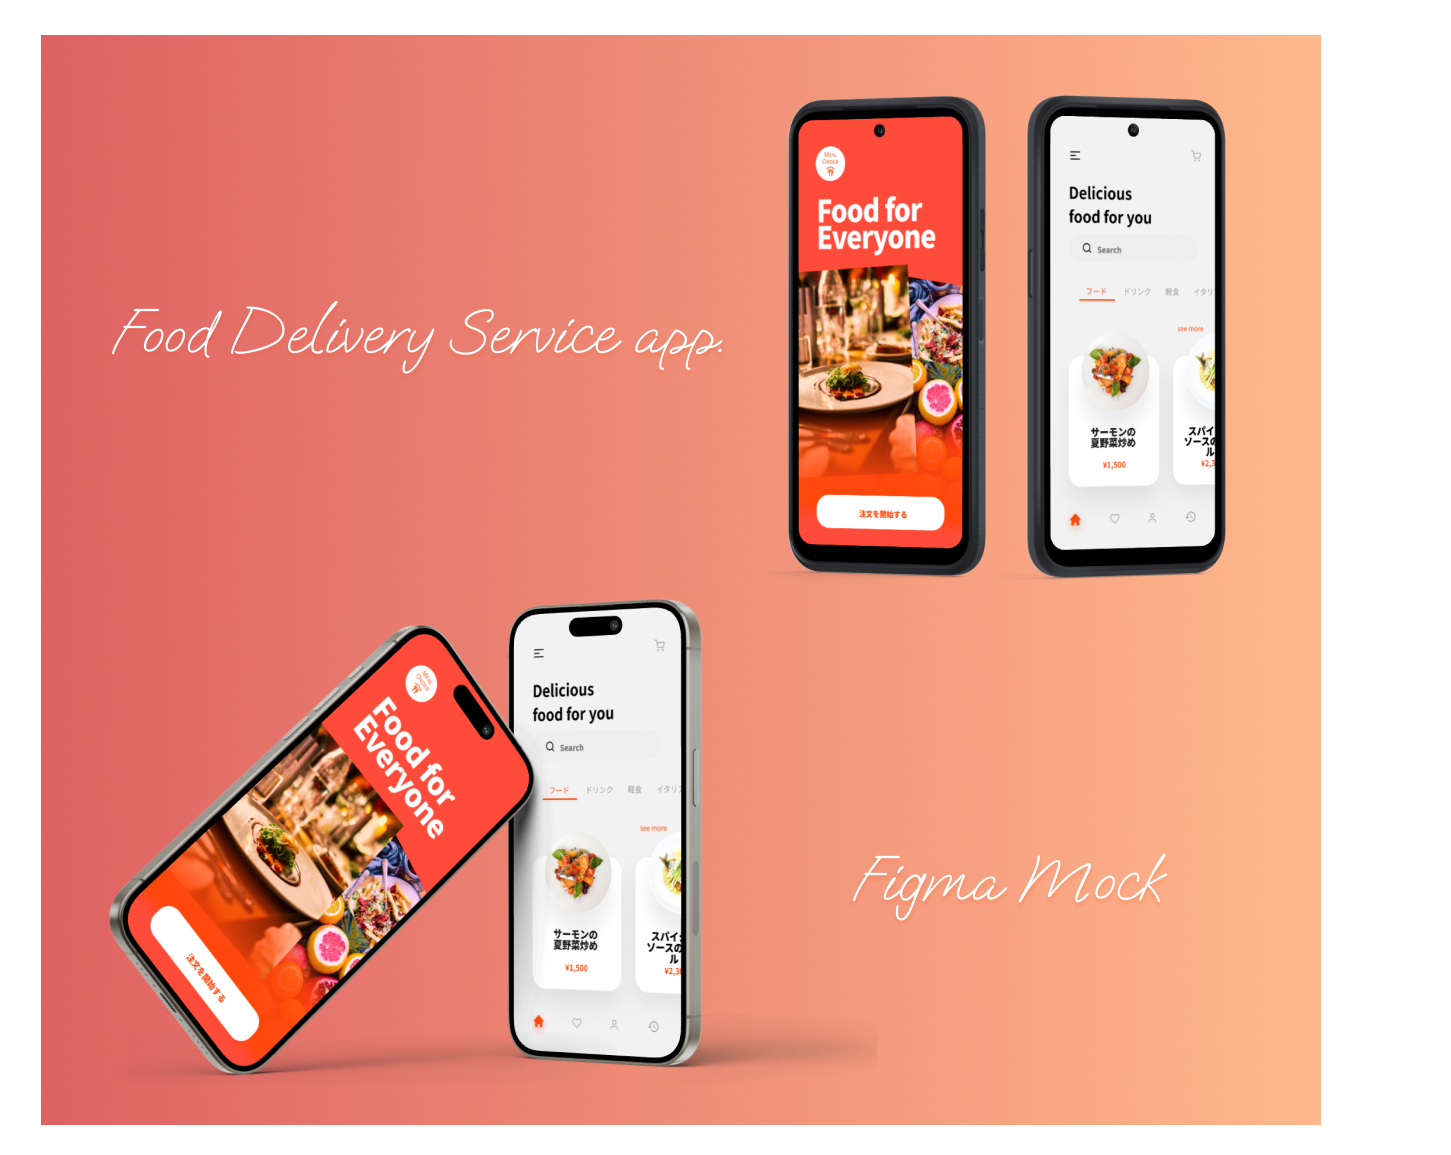 Food Delivery Service app.
MEAL
ORDER
Food for
Everyone
注文を開始する
Delicious
food for you
Search
フード ドリンク 軽食 イタリ
see more
サーモンの
夏野菜炒め
¥1,500
スパイ
ソースの
ル
¥2,3
MEAL
ORDER
Food for
Everyone
注文を開始する
Delicious
food for you
Search
フード ドリンク 軽食 イタリ
see more
サーモンの
夏野菜炒め
¥1,500
スパイ
ソースの
ル
¥2,3
Figma Mock